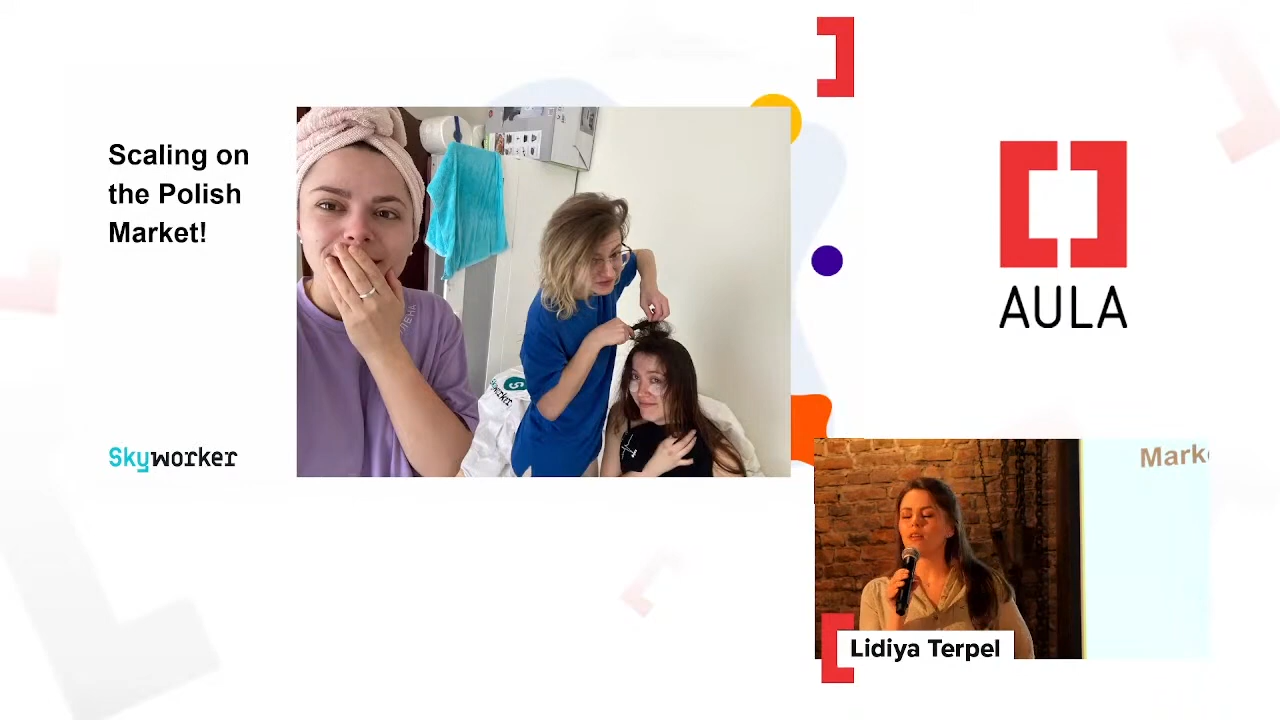 Scaling on
the Polish
Market!
Skyworker
AULA
Lidiya Terpel